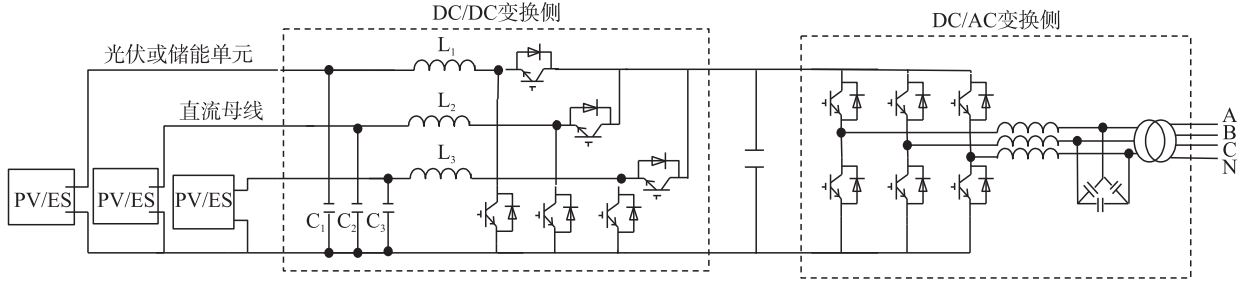 DC/DC变换侧
DC/AC变换侧
光伏或储能单元
L1
直流母线
L2
L3
A
B
C
N
PV/ES
PV/ES
PV/ES
C1
C2
C3